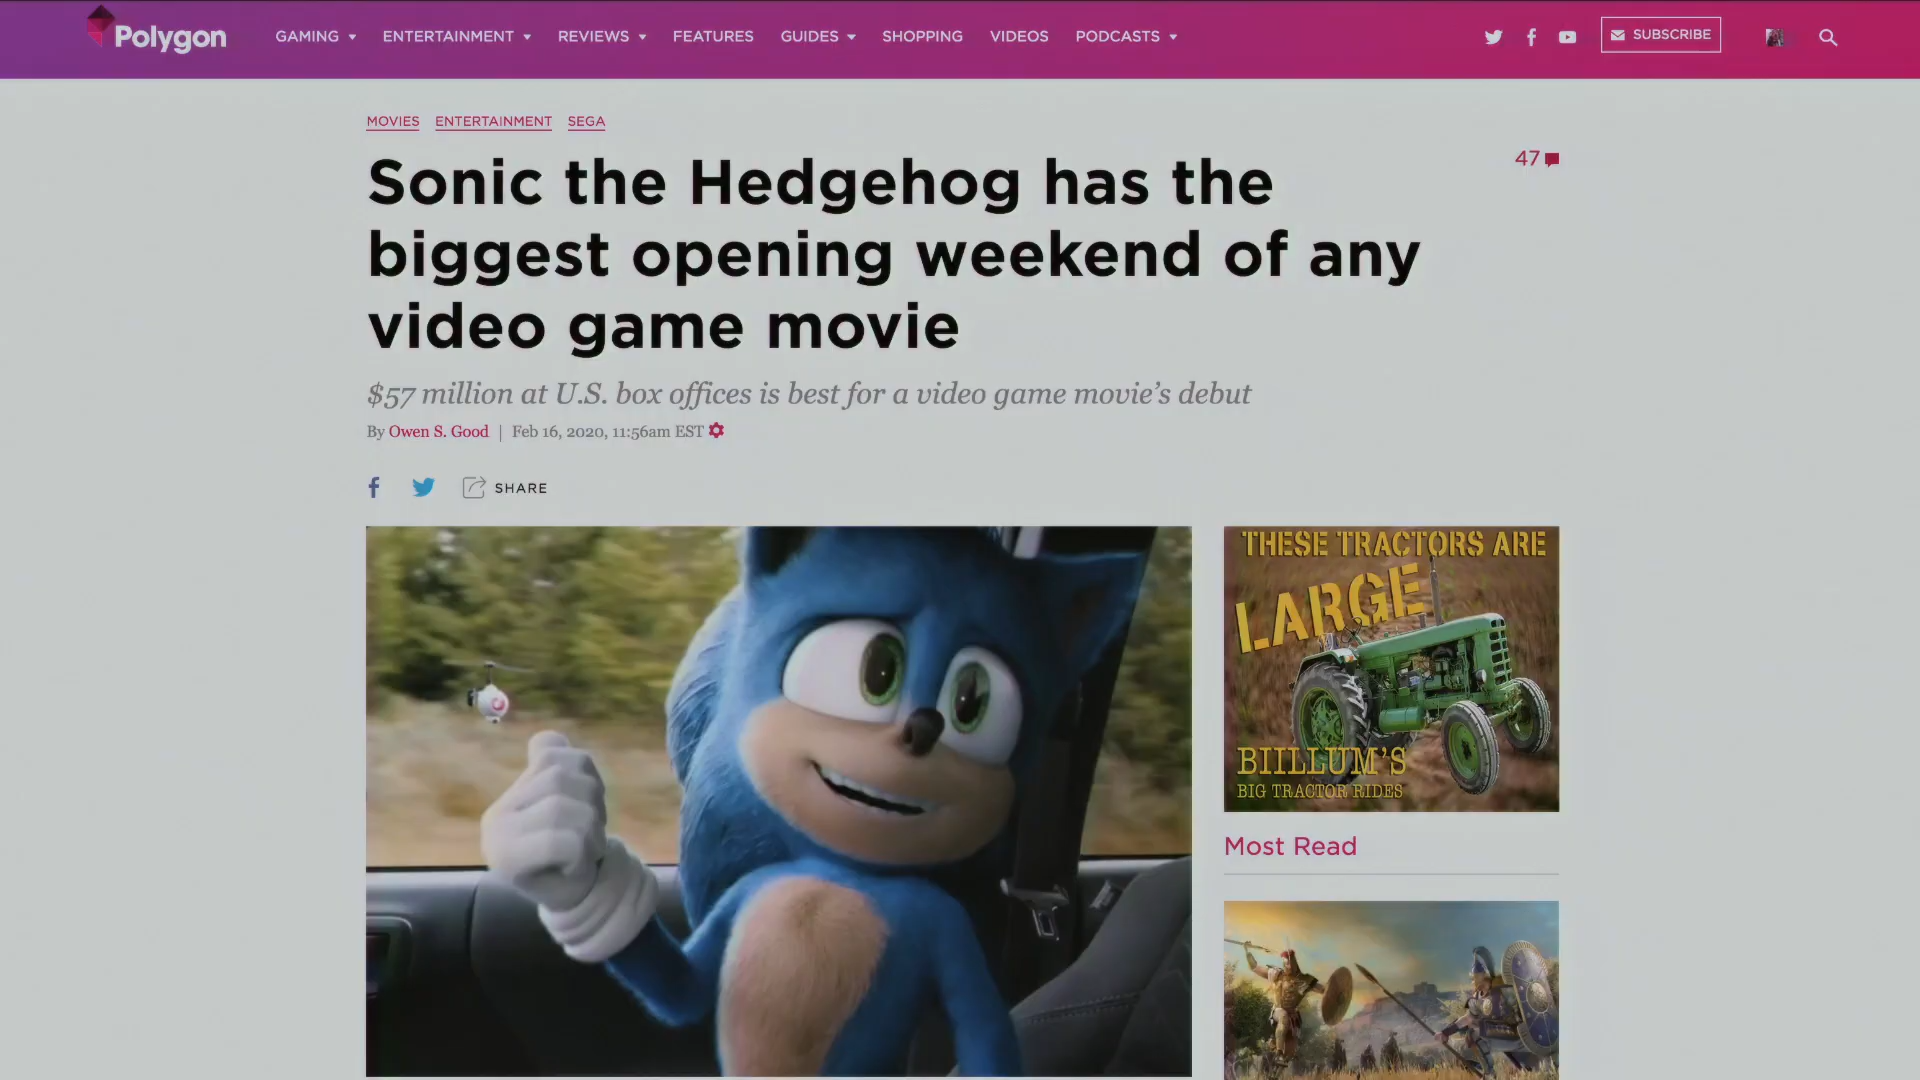 Polygon
GAMING ENTERTAINMENT REVIEWS FEATURES GUIDES SHOPPING VIDEOS PODCASTS
SUBSCRIBE
MOVIES ENTERTAINMENT SEGA
47
Sonic the Hedgehog has the
biggest opening weekend of any
video game movie
$57 million at U.S. box offices is best for a video game movie’s debut
By Owen S. Good | Feb 16, 2020, 11:56am EST
SHARE
THESE TRACTORS ARE
LARGE
BIILLUM'S
BIG TRACTOR RIDES
Most Read